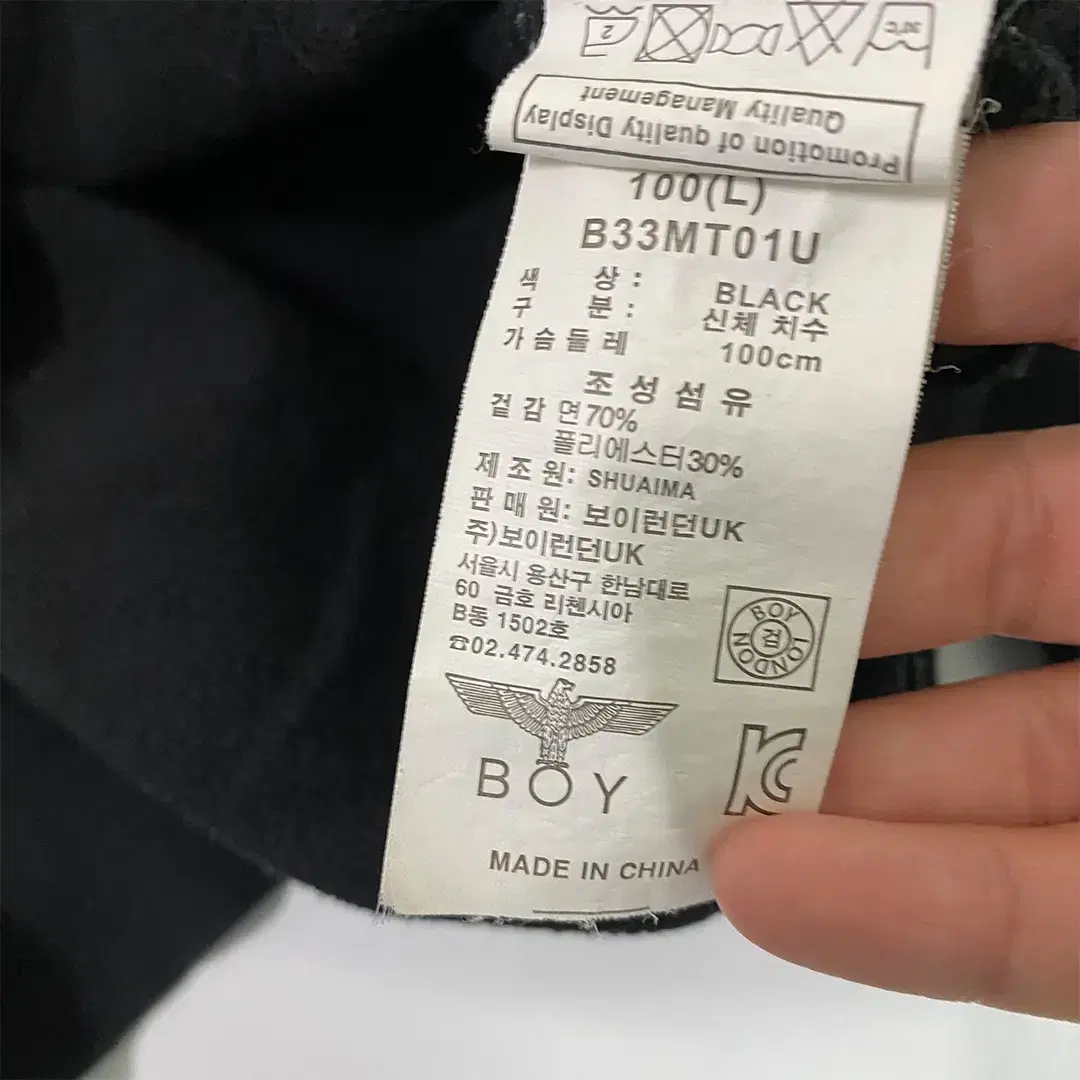 2
30℃
Promotion of quality Display
Quality Management
100(L)
B33MT01U
색 상 : BLACK
구 분 : 신체 치수
가슴둘레 100cm
조성섬유
겉감 면70%
폴리에스터30%
제조원: SHUAIMA
판매원: 보이런던UK
주)보이런던UK
서울시 용산구 한남대로
60 금호 리첸시아
B동 1502호
☎02.474.2858
BOY LONDON
검
BOY
KC
MADE IN CHINA